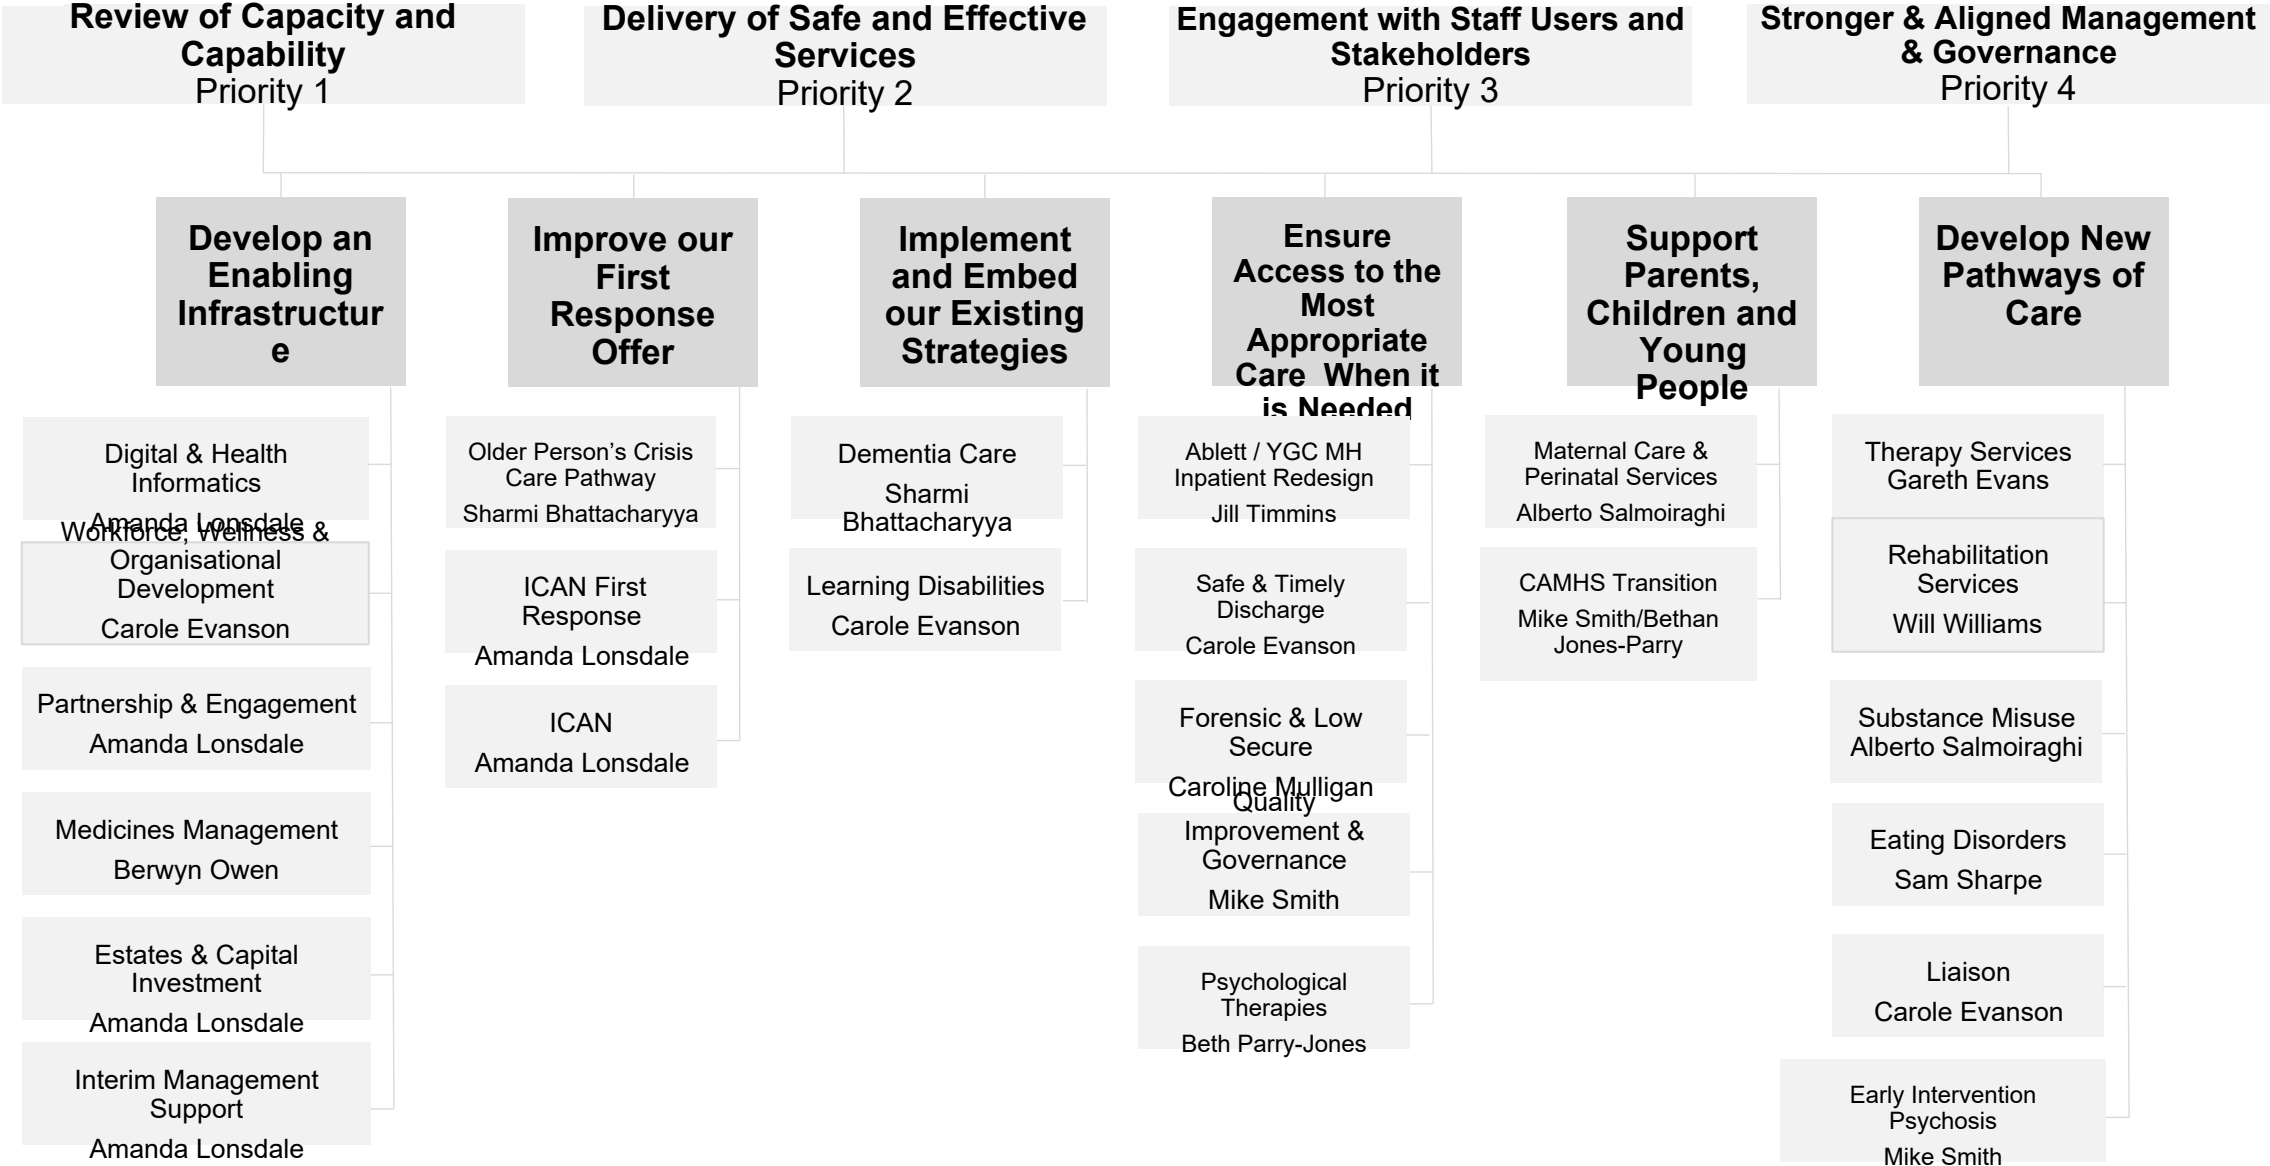 Review of Capacity and
Capability
Priority 1
Delivery of Safe and Effective
Services
Priority 2
Engagement with Staff Users and
Stakeholders
Priority 3
Stronger & Aligned Management
& Governance
Priority 4
Develop an
Enabling
Infrastructur
e
Digital & Health
Informatics
Amanda Lonsdale
Workforce, Wellness &
Organisational
Development
Carole Evanson
Partnership & Engagement
Amanda Lonsdale
Medicines Management
Berwyn Owen
Estates & Capital
Investment
Amanda Lonsdale
Interim Management
Support
Amanda Lonsdale
Improve our
First
Response
Offer
Older Person’s Crisis
Care Pathway
Sharmi Bhattacharyya
ICAN First
Response
Amanda Lonsdale
ICAN
Amanda Lonsdale
Implement
and Embed
our Existing
Strategies
Dementia Care
Sharmi
Bhattacharyya
Learning Disabilities
Carole Evanson
Ensure
Access to the
Most
Appropriate
Care  When it
is Needed
Ablett / YGC MH
Inpatient Redesign
Jill Timmins
Safe & Timely
Discharge
Carole Evanson
Forensic & Low
Secure
Caroline Mulligan
Quality
Improvement &
Governance
Mike Smith
Psychological
Therapies
Beth Parry-Jones
Support
Parents,
Children and
Young
People
Maternal Care &
Perinatal Services
Alberto Salmoiraghi
CAMHS Transition
Mike Smith/Bethan
Jones-Parry
Develop New
Pathways of
Care
Therapy Services
Gareth Evans
Rehabilitation
Services
Will Williams
Substance Misuse
Alberto Salmoiraghi
Eating Disorders
Sam Sharpe
Liaison
Carole Evanson
Early Intervention
Psychosis
Mike Smith